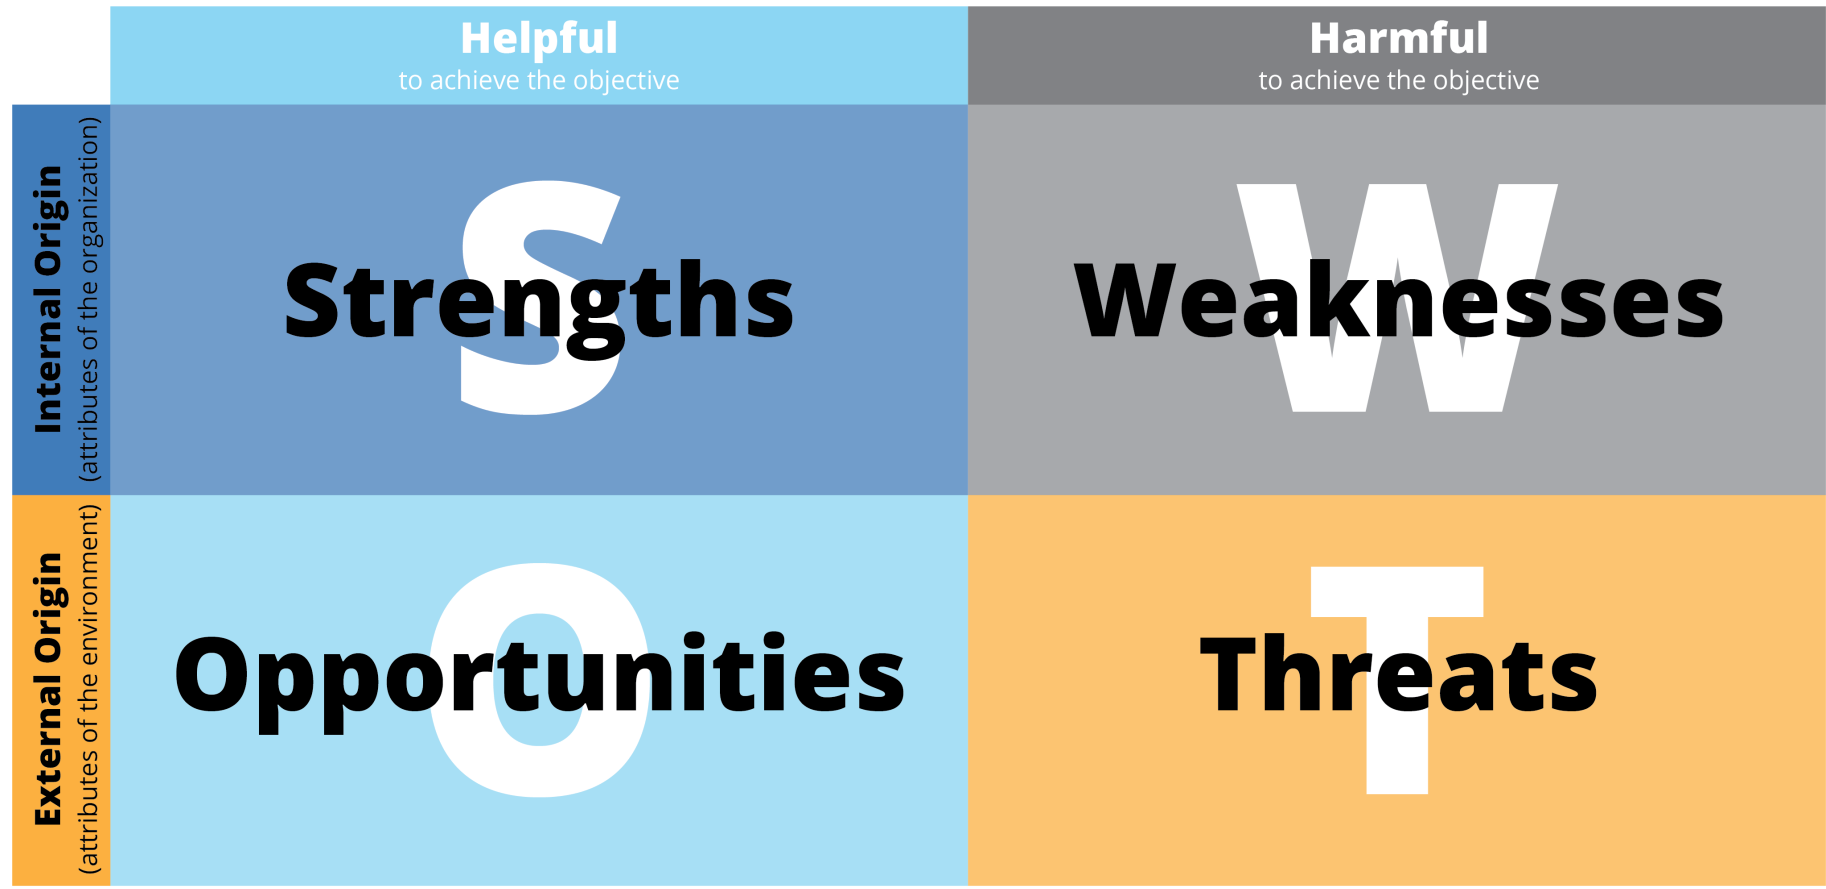 Helpful
to achieve the objective
Harmful
to achieve the objective
Internal Origin
(attributes of the organization)
S
Strengths
W
Weaknesses
External Origin
(attributes of the environment)
O
Opportunities
T
Threats